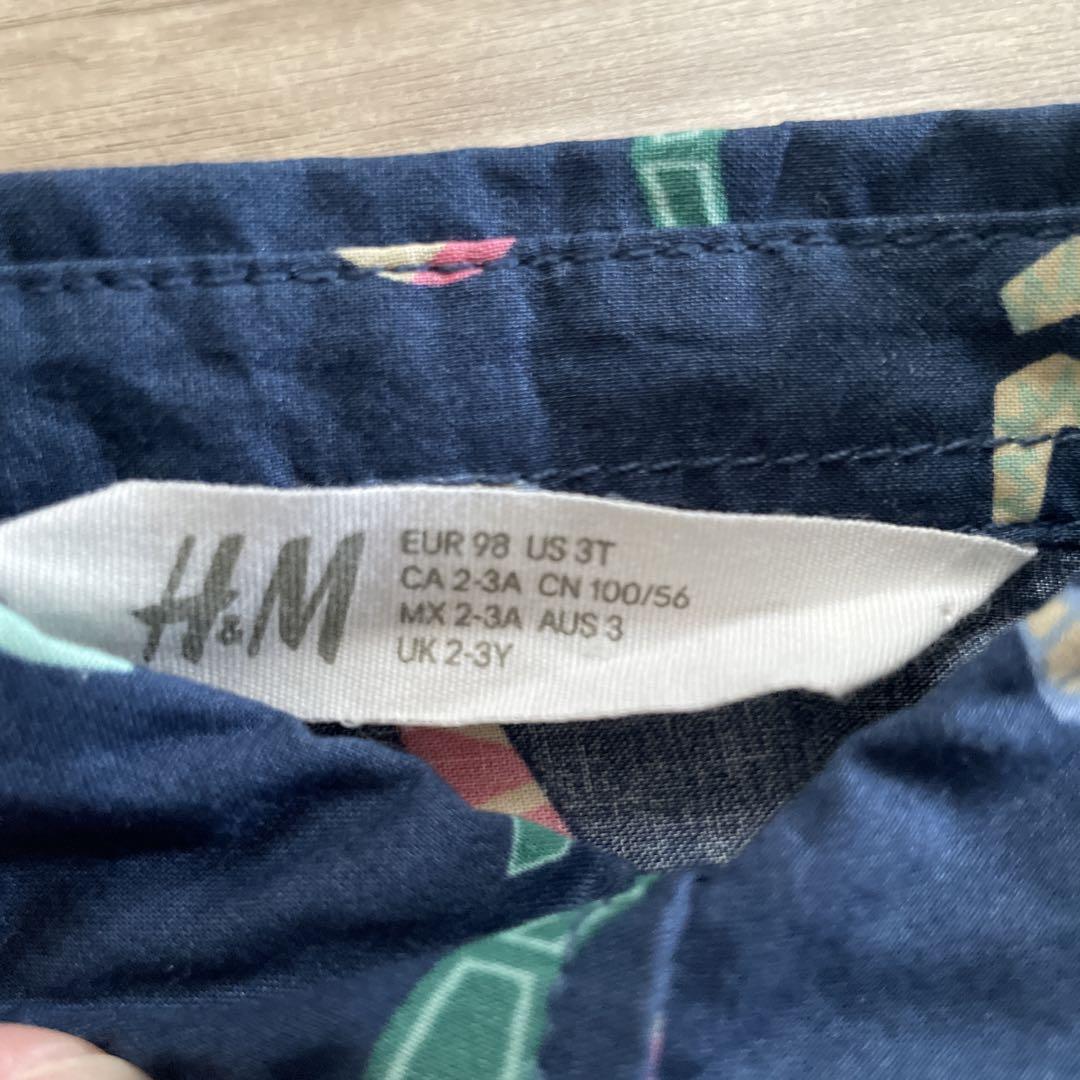 H&M
EUR 98 US 3T
CA 2-3A CN 100/56
MX 2-3A AUS 3
UK 2-3Y